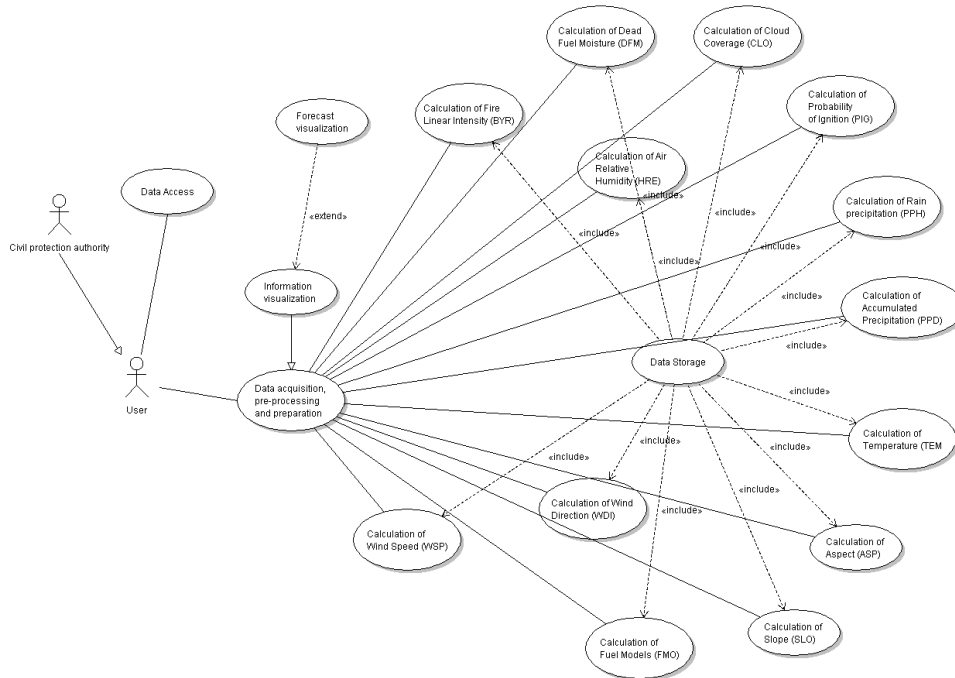 Calculation of Dead
Fuel Moisture (DFM)
Calculation of Cloud
Coverage (CLO)
Calculation of Fire
Linear Intensity (BYR)
Calculation of
Probability
of Ignition (PIG)
Forecast
visualization
Calculation of Air
Relative
Humidity (HRE)
Data Access
«include»
Calculation of Rain
precipitation (PPH)
«extend»
«include»
«include»
«include»
Civil protection authority
«include»
Information
visualization
«include»
Calculation of
Accumulated
Precipitation (PPD)
«include»
Data Storage
User
Data acquisition,
pre-processing
and preparation
«include»
Calculation of
Temperature (TEM
«include»
«include»
«include»
«include»
«include»
Calculation of Wind
Direction (WDI)
Calculation of
Wind Speed (WSP)
Calculation of
Aspect (ASP)
Calculation of
Slope (SLO)
Calculation of
Fuel Models (FMO)